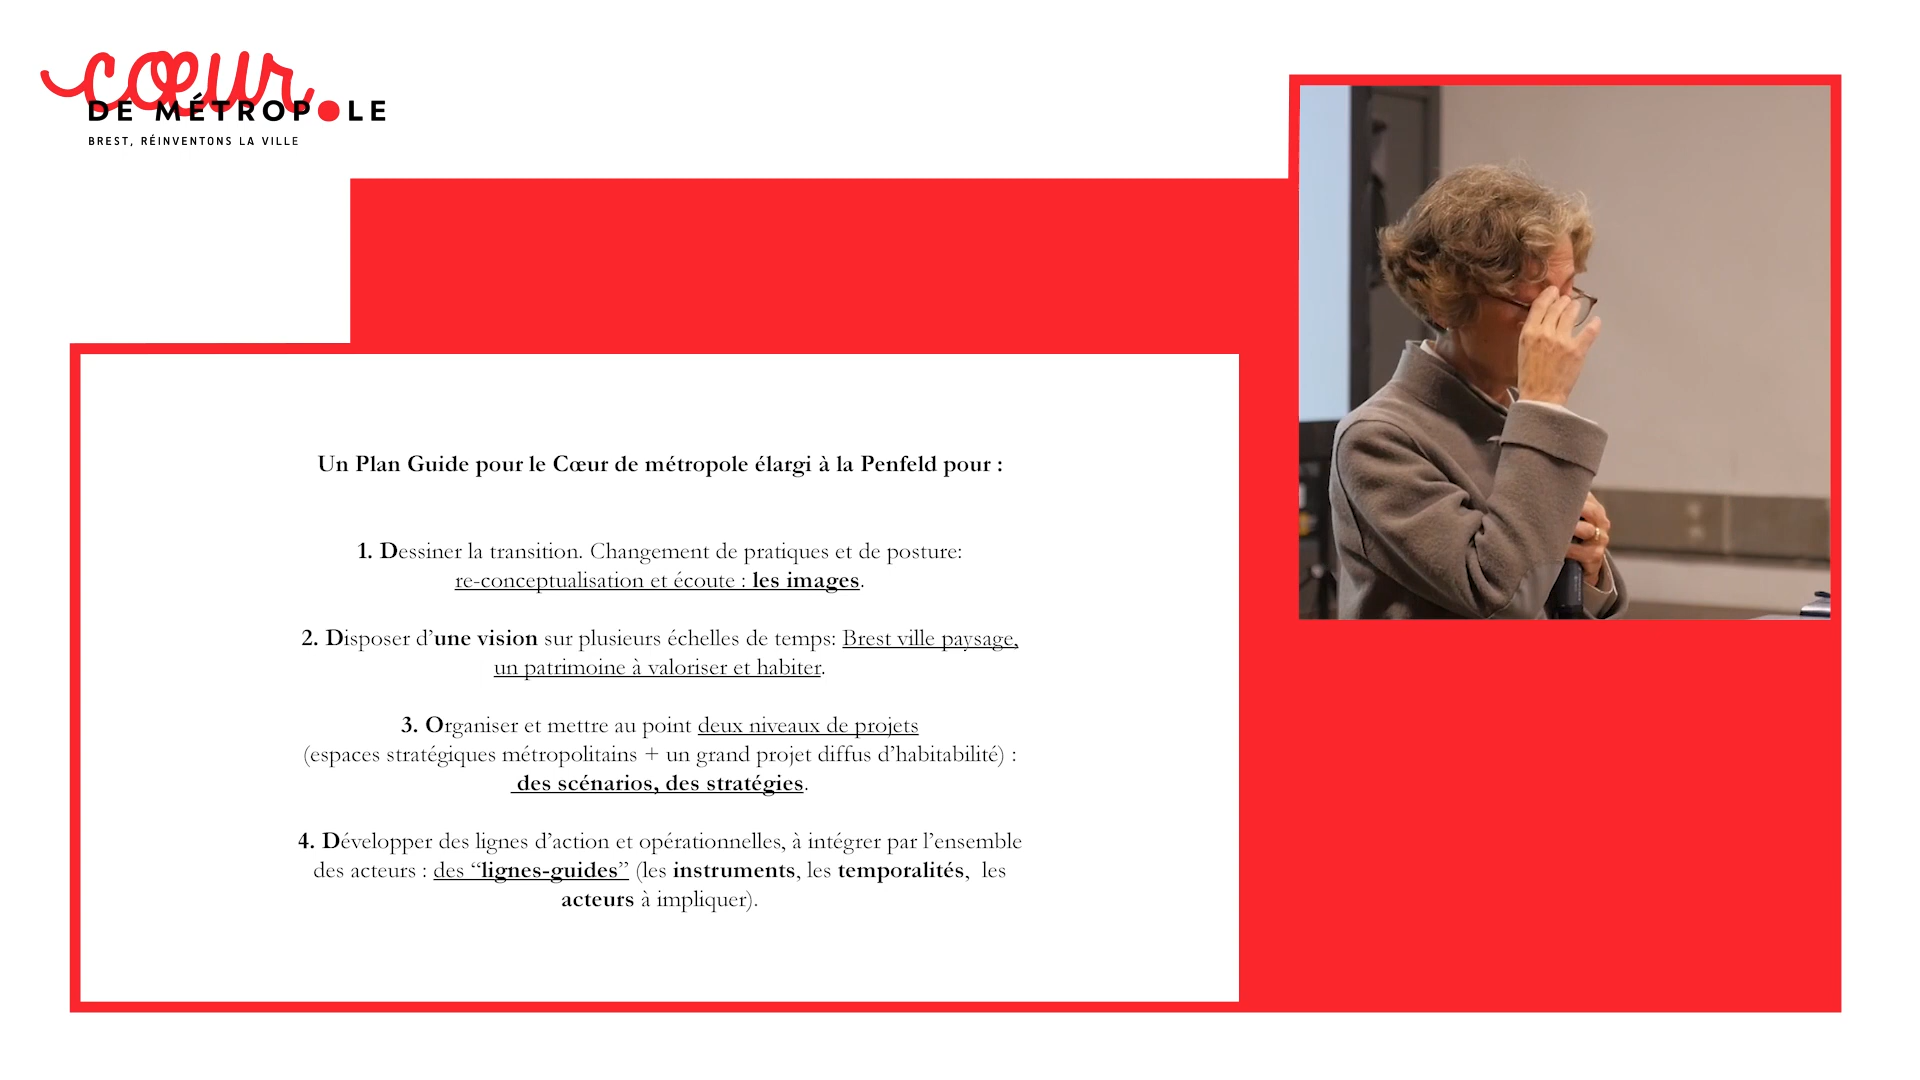 cœur
DE MÉTROPOLE
BREST, RÉINVENTONS LA VILLE
Un Plan Guide pour le Cœur de métropole élargi à la Penfeld pour :
1. Dessiner la transition. Changement de pratiques et de posture:
re-conceptualisation et écoute : les images.
2. Disposer d’une vision sur plusieurs échelles de temps: Brest ville paysage,
un patrimoine à valoriser et habiter.
3. Organiser et mettre au point deux niveaux de projets
(espaces stratégiques métropolitains + un grand projet diffus d’habitabilité) :
des scénarios, des stratégies.
4. Développer des lignes d’action et opérationnelles, à intégrer par l’ensemble
des acteurs : des “lignes-guides” (les instruments, les temporalités,  les
acteurs à impliquer).